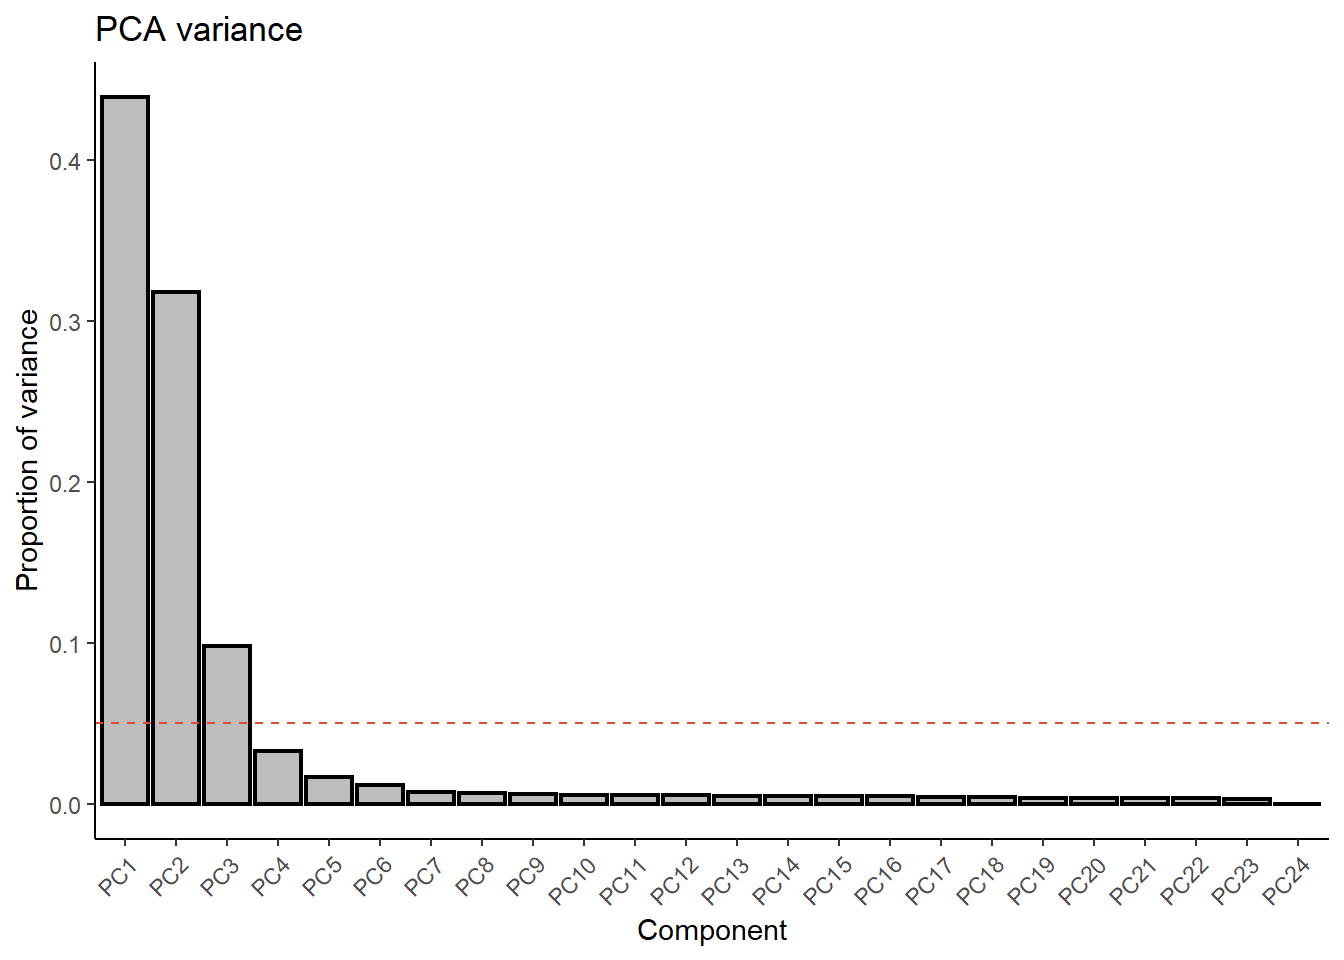 PCA variance
Proportion of variance
0.4
0.3
0.2
0.1
0.0
PC1 PC2 PC3 PC4 PC5 PC6 PC7 PC8 PC9 PC10 PC11 PC12 PC13 PC14 PC15 PC16 PC17 PC18 PC19 PC20 PC21 PC22 PC23 PC24
Component